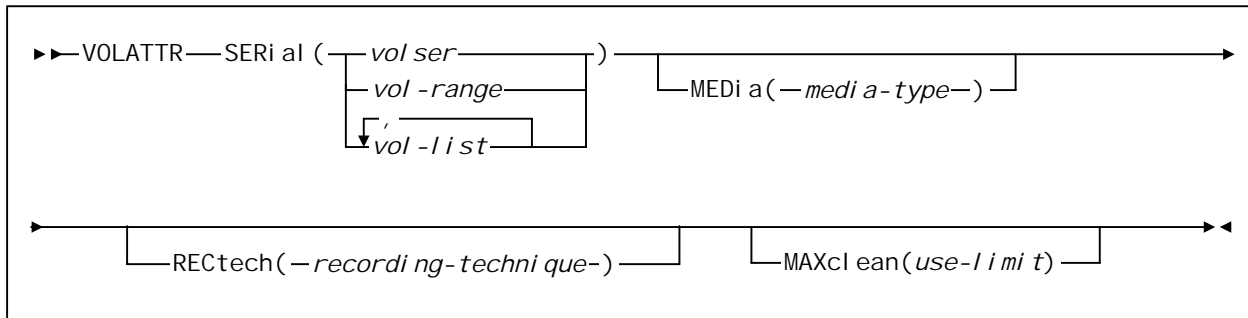 VOLATTR SERial( volser )
vol-range
,
vol-list
MEDia( media-type )
RECtech( recording-technique )
MAXclean(use-limit)